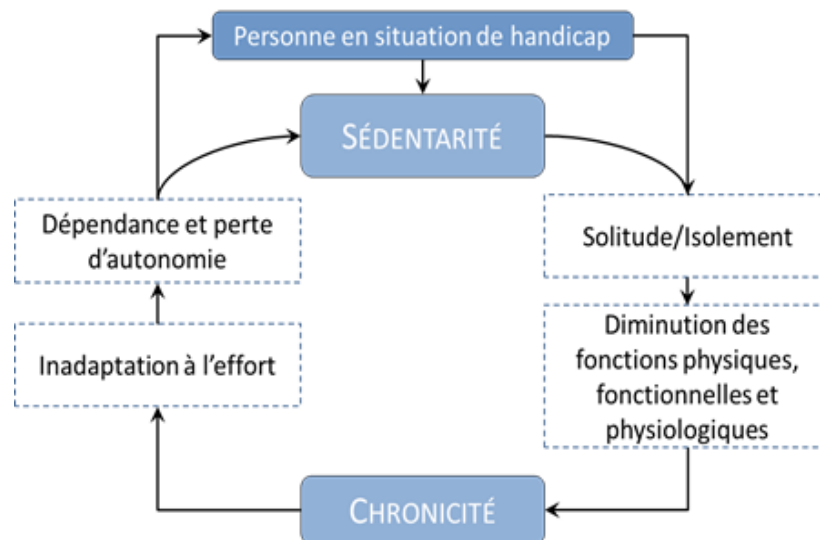 Personne en situation de handicap
SÉDENTARITÉ
Dépendance et perte
d’autonomie
Solitude/Isolement
Inadaptation à l’effort
Diminution des
fonctions physiques,
fonctionnelles et
physiologiques
CHRONICITÉ